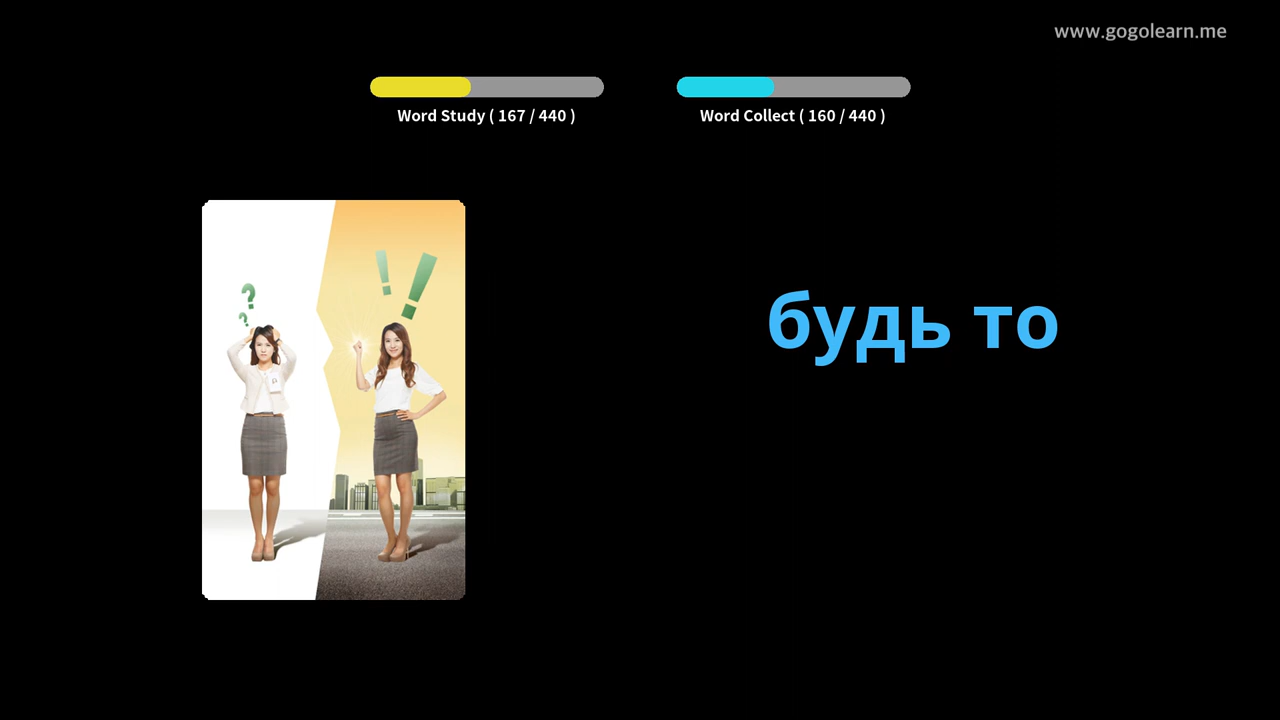 www.gogolearn.me
Word Study ( 167 / 440 )
Word Collect ( 160 / 440 )
? ?
! !
будь то